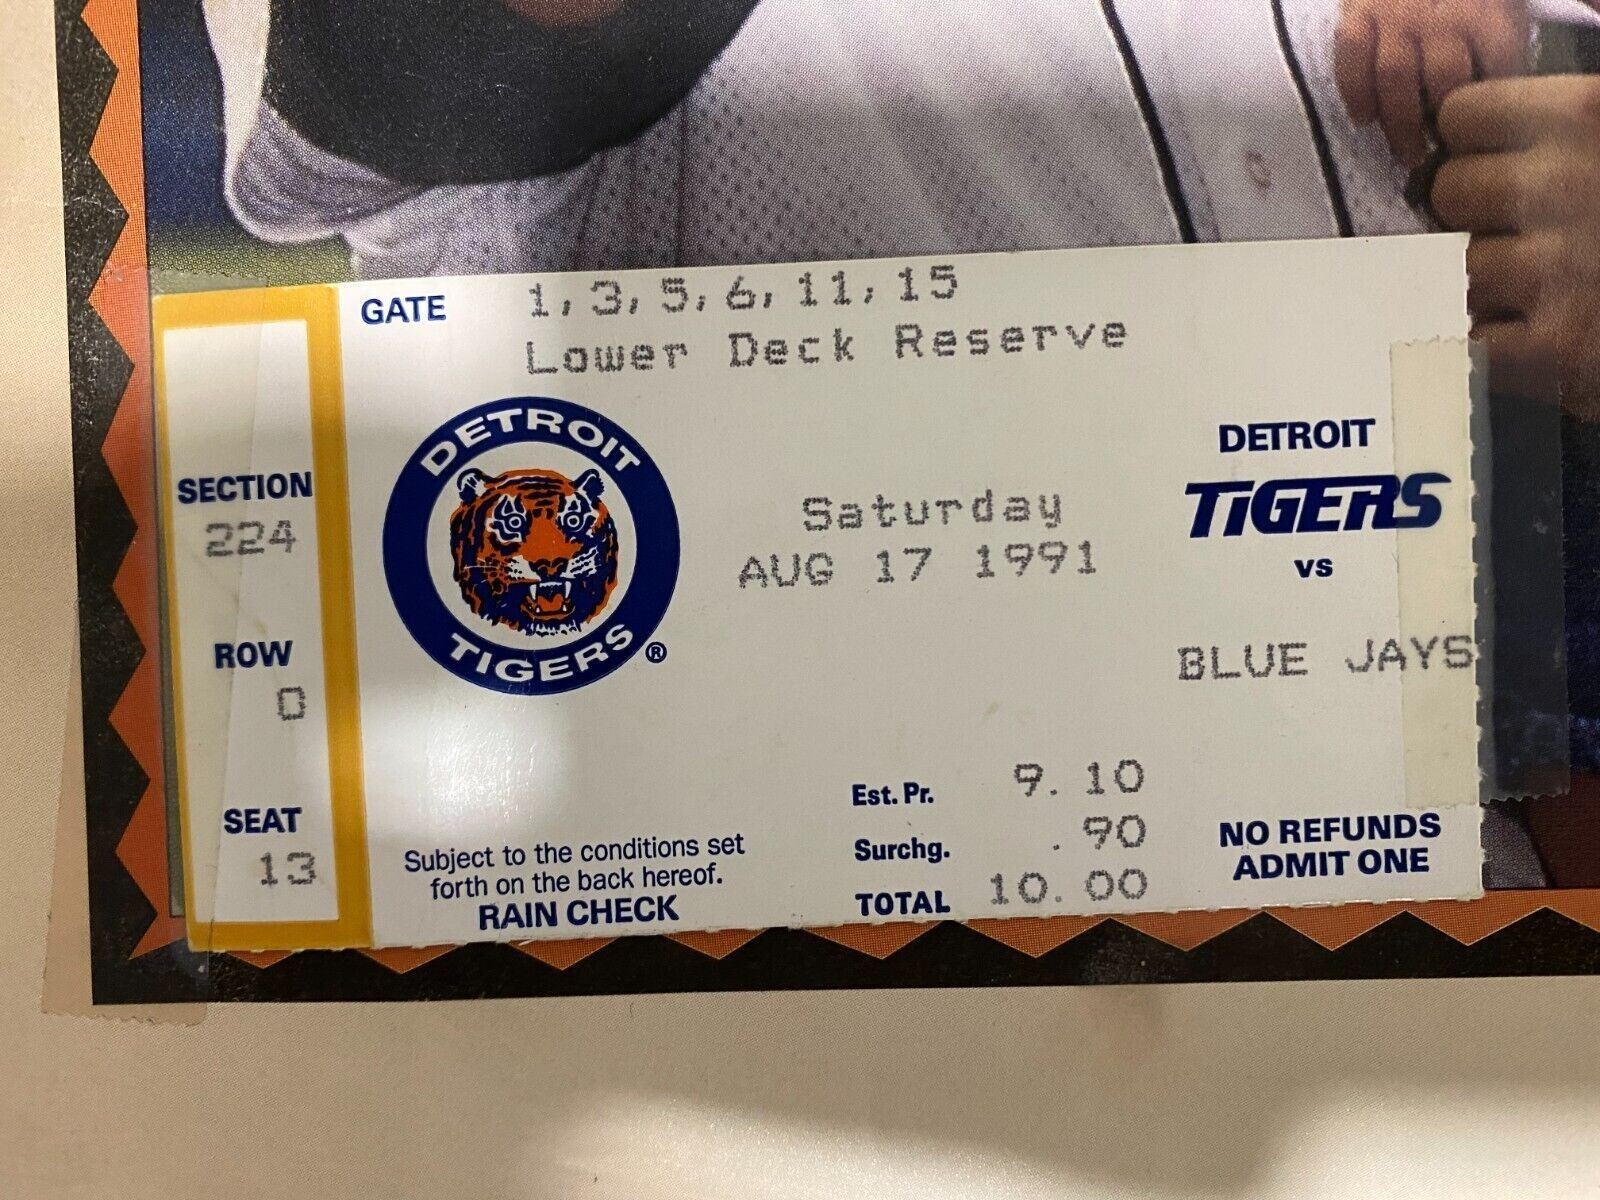 GATE 1, 3, 5, 6, 11, 15
Lower Deck Reserve
SECTION
224
ROW
0
SEAT
13
DETROIT
TIGERS®
Saturday
AUG 17 1991
DETROIT
TIGERS
vs
BLUE JAYS
Est. Pr. 9.10
Surchg. .90
TOTAL 10.00
Subject to the conditions set
forth on the back hereof.
RAIN CHECK
NO REFUNDS
ADMIT ONE